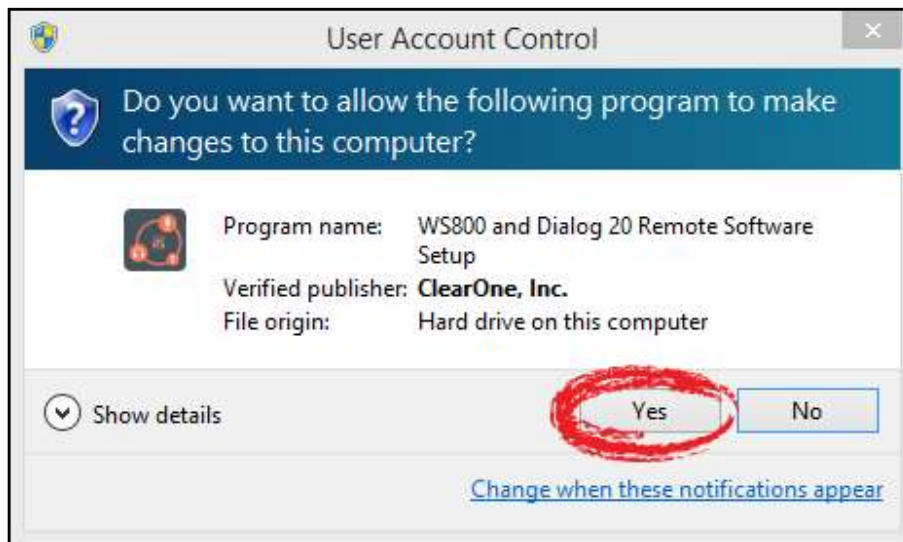 User Account Control
Do you want to allow the following program to make
changes to this computer?
Program name: WS800 and Dialog 20 Remote Software
Setup
Verified publisher: ClearOne, Inc.
File origin: Hard drive on this computer
Show details
Yes No
Change when these notifications appear